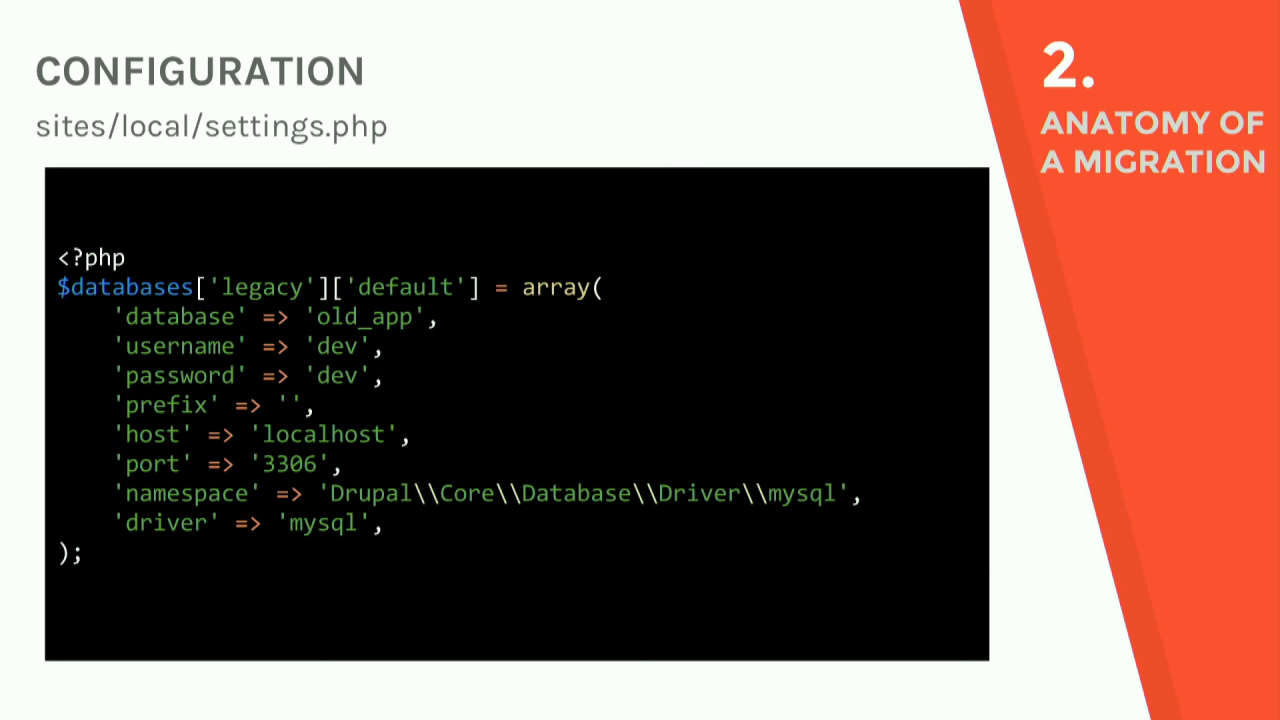 CONFIGURATION
sites/local/settings.php
<?php
$databases['legacy']['default'] = array(
    'database' => 'old_app',
    'username' => 'dev',
    'password' => 'dev',
    'prefix' => '',
    'host' => 'localhost',
    'port' => '3306',
    'namespace' => 'Drupal\\Core\\Database\\Driver\\mysql',
    'driver' => 'mysql',
);
2.
ANATOMY OF
A MIGRATION